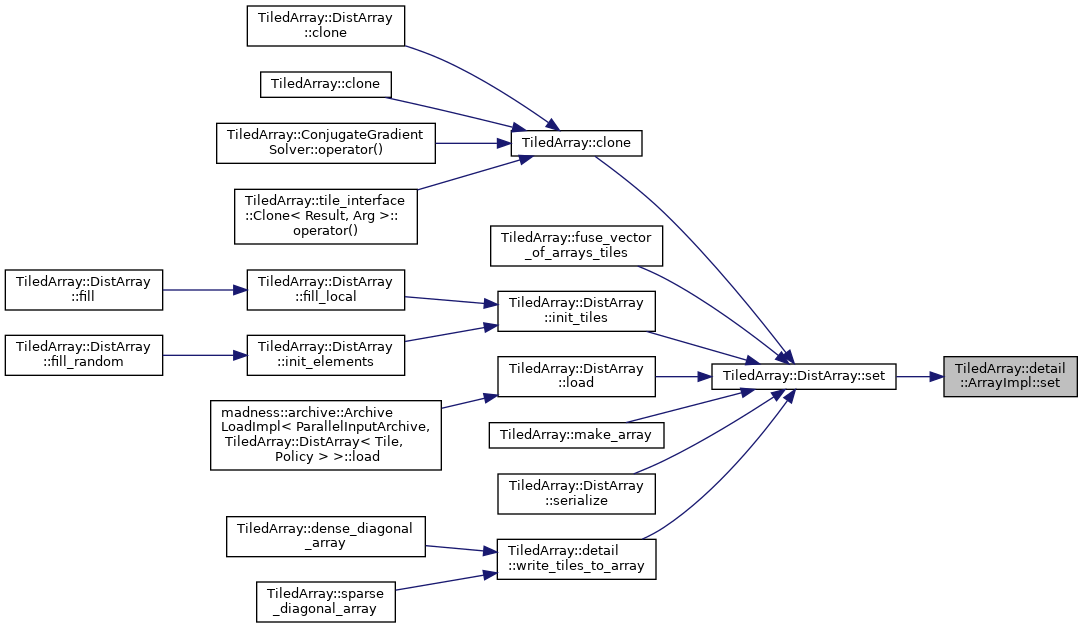 TiledArray::DistArray
::clone
TiledArray::clone
TiledArray::ConjugateGradient
Solver::operator()
TiledArray::tile_interface
::Clone< Result, Arg >::
operator()
TiledArray::clone
TiledArray::fuse_vector
_of_arrays_tiles
TiledArray::DistArray
::fill
TiledArray::DistArray
::fill_local
TiledArray::DistArray
::init_tiles
TiledArray::DistArray
::fill_random
TiledArray::DistArray
::init_elements
TiledArray::DistArray
::load
TiledArray::DistArray::set
TiledArray::detail
::ArrayImpl::set
madness::archive::Archive
LoadImpl< ParallelInputArchive,
TiledArray::DistArray< Tile,
Policy > >::load
TiledArray::make_array
TiledArray::DistArray
::serialize
TiledArray::dense_diagonal
_array
TiledArray::detail
::write_tiles_to_array
TiledArray::sparse
_diagonal_array